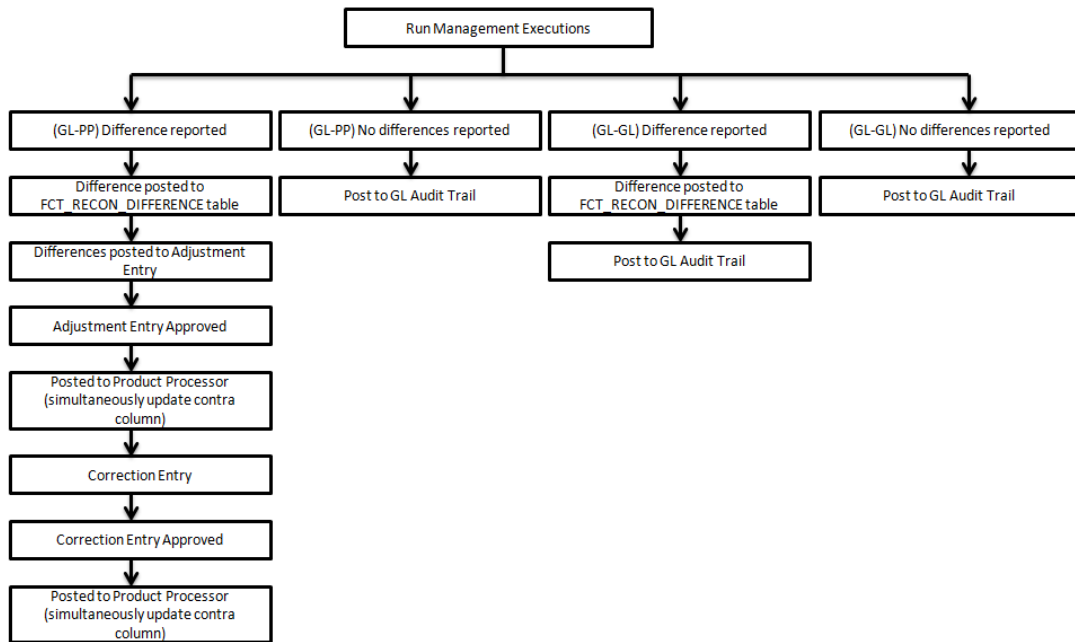 Run Management Executions
(GL-PP) Difference reported
(GL-PP) No differences reported
(GL-GL) Difference reported
(GL-GL) No differences reported
Difference posted to
FCT_RECON_DIFFERENCE table
Post to GL Audit Trail
Difference posted to
FCT_RECON_DIFFERENCE table
Post to GL Audit Trail
Differences posted to Adjustment
Entry
Post to GL Audit Trail
Adjustment Entry Approved
Posted to Product Processor
(simultaneously update contra
column)
Correction Entry
Correction Entry Approved
Posted to Product Processor
(simultaneously update contra
column)